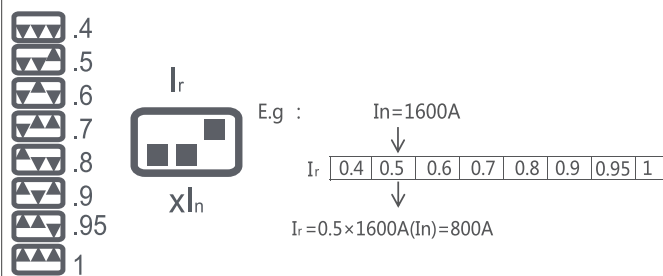 .4
.5
.6
.7
.8
.9
.95
1
Ir
xIn
E.g : In=1600A
Ir 0.4 0.5 0.6 0.7 0.8 0.9 0.95 1
Ir=0.5×1600A(In)=800A